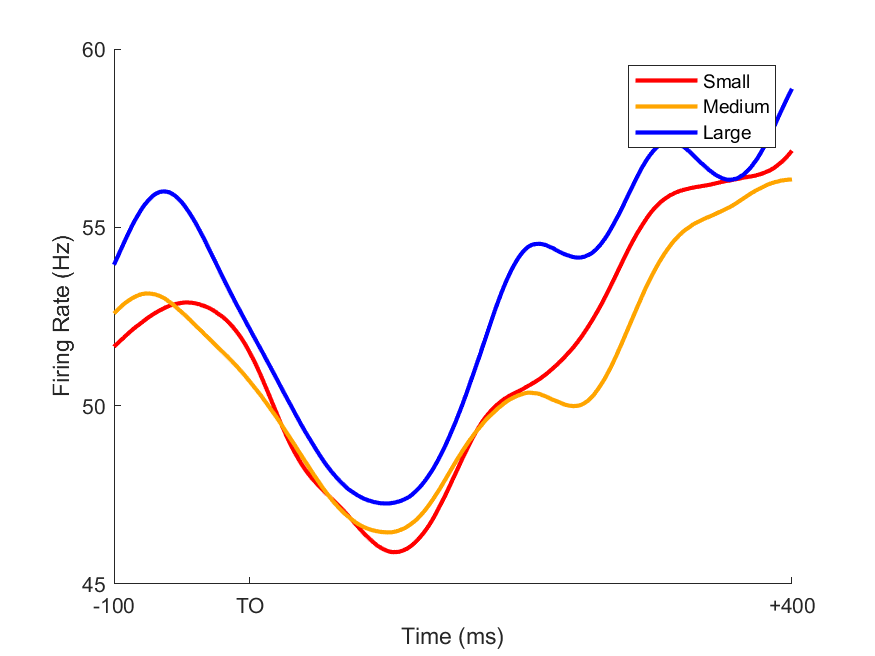 60
55
50
45
Firing Rate (Hz)
Small
Medium
Large
-100 TO +400
Time (ms)